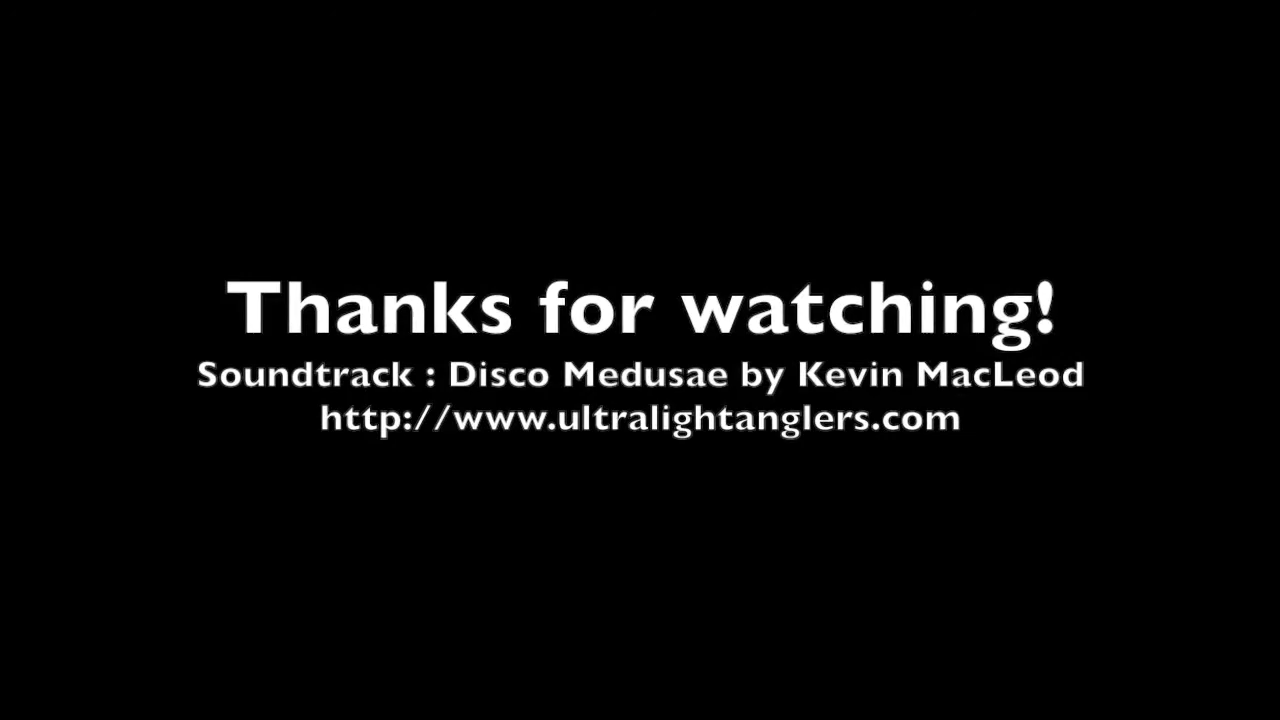 Thanks for watching!
Soundtrack : Disco Medusae by Kevin MacLeod
http://www.ultralightanglers.com